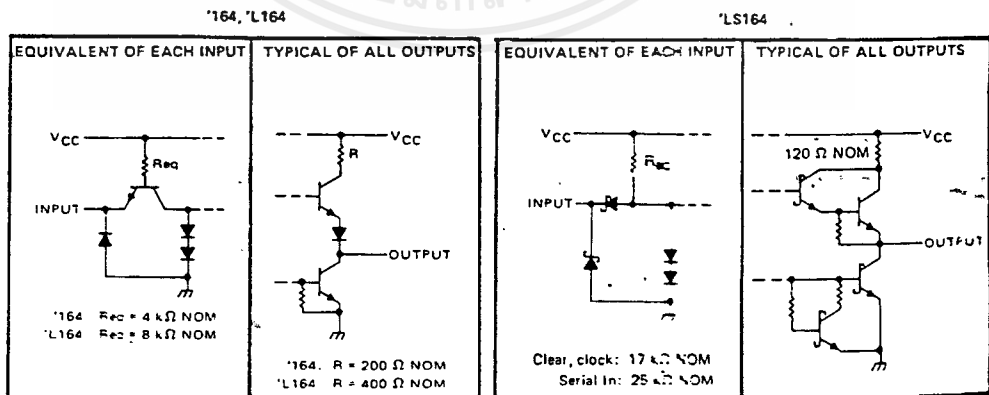 '164, 'L164
EQUIVALENT OF EACH INPUT
VCC
Req
INPUT
'164 Req = 4 kΩ NOM
'L164 Req = 8 kΩ NOM
TYPICAL OF ALL OUTPUTS
VCC
R
OUTPUT
'164. R = 200 Ω NOM
'L164 R = 400 Ω NOM
'LS164
EQUIVALENT OF EACH INPUT
VCC
INPUT
Clear, clock: 17 kΩ NOM
Serial In: 25 kΩ NOM
TYPICAL OF ALL OUTPUTS
VCC
120 Ω NOM
OUTPUT